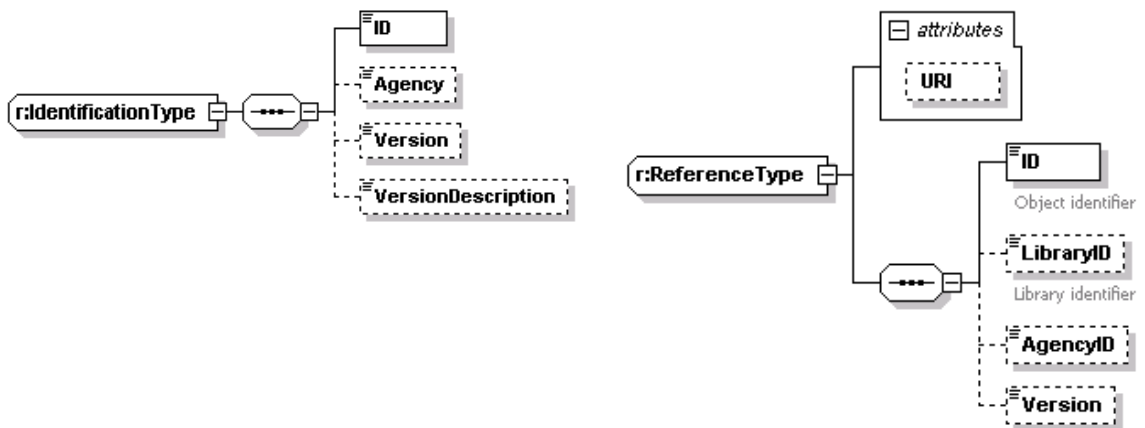 r:IdentificationType
ID
Agency
Version
VersionDescription
r:ReferenceType
attributes
URI
ID
Object identifier
LibraryID
Library identifier
AgencyID
Version